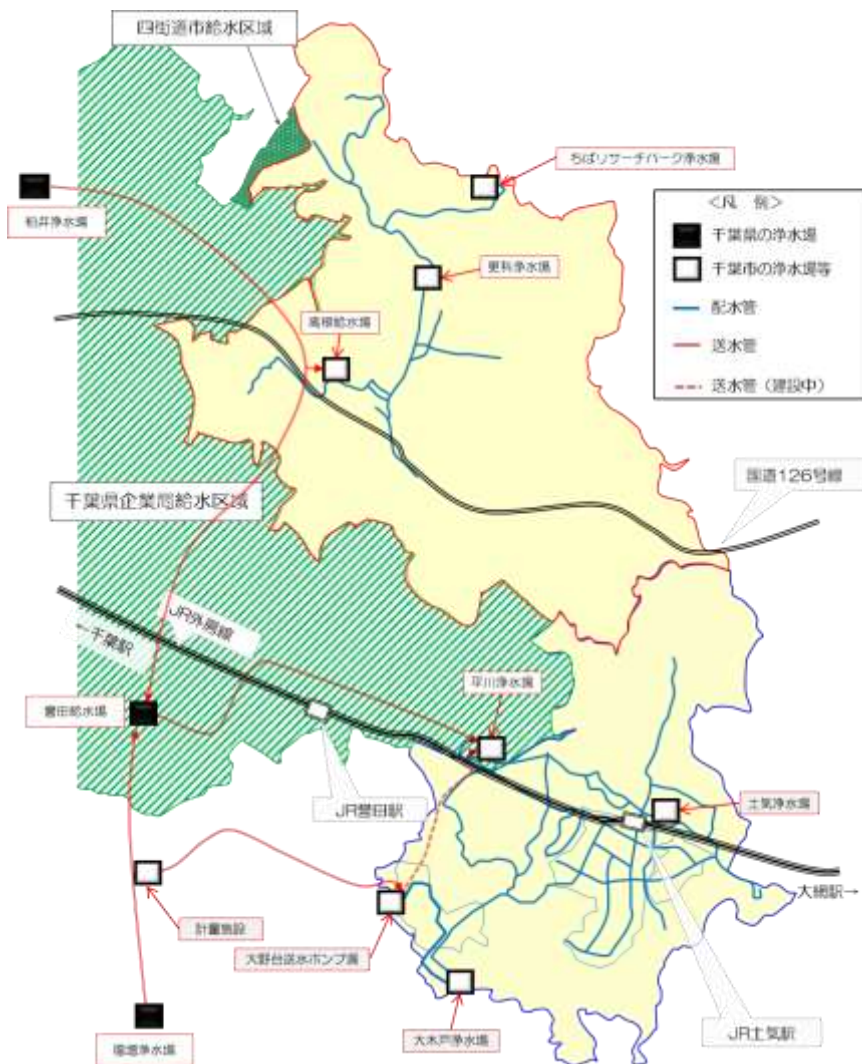 四街道市給水区域
ちばリサーチパーク浄水場
柏井浄水場
<凡 例>
千葉県の浄水場
千葉市の浄水場等
配水管
送水管
送水管（建設中）
更科浄水場
高根給水場
国道126号線
千葉県企業局給水区域
JR外房線
←千葉駅
誉田給水場
平川浄水場
JR誉田駅
土気浄水場
大網駅→
計量施設
大野台送水ポンプ場
大木戸浄水場
JR土気駅
福増浄水場